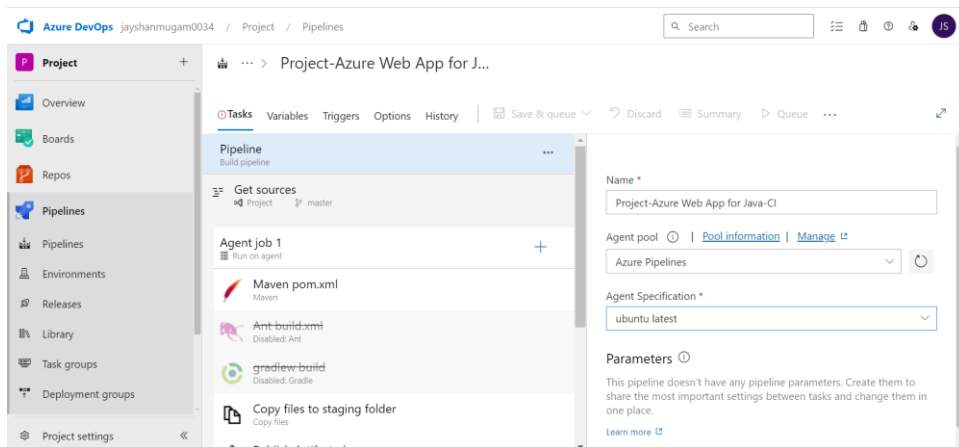 Azure DevOps jayshanmugam0034 / Project / Pipelines
Search
JS
P Project +
Overview
Boards
Repos
Pipelines
Pipelines
Environments
Releases
Library
Task groups
Deployment groups
Project settings
··· > Project-Azure Web App for J...
Tasks Variables Triggers Options History Save & queue Discard Summary Queue ...
Pipeline
Build pipeline
Get sources
Project master
Agent job 1
Run on agent
Maven pom.xml
Maven
Ant build.xml
Disabled: Ant
gradlew build
Disabled: Gradle
Copy files to staging folder
Copy files
Name *
Project-Azure Web App for Java-CI
Agent pool | Pool information | Manage
Azure Pipelines
Agent Specification *
ubuntu latest
Parameters
This pipeline doesn't have any pipeline parameters. Create them to
share the most important settings between tasks and change them in
one place.
Learn more